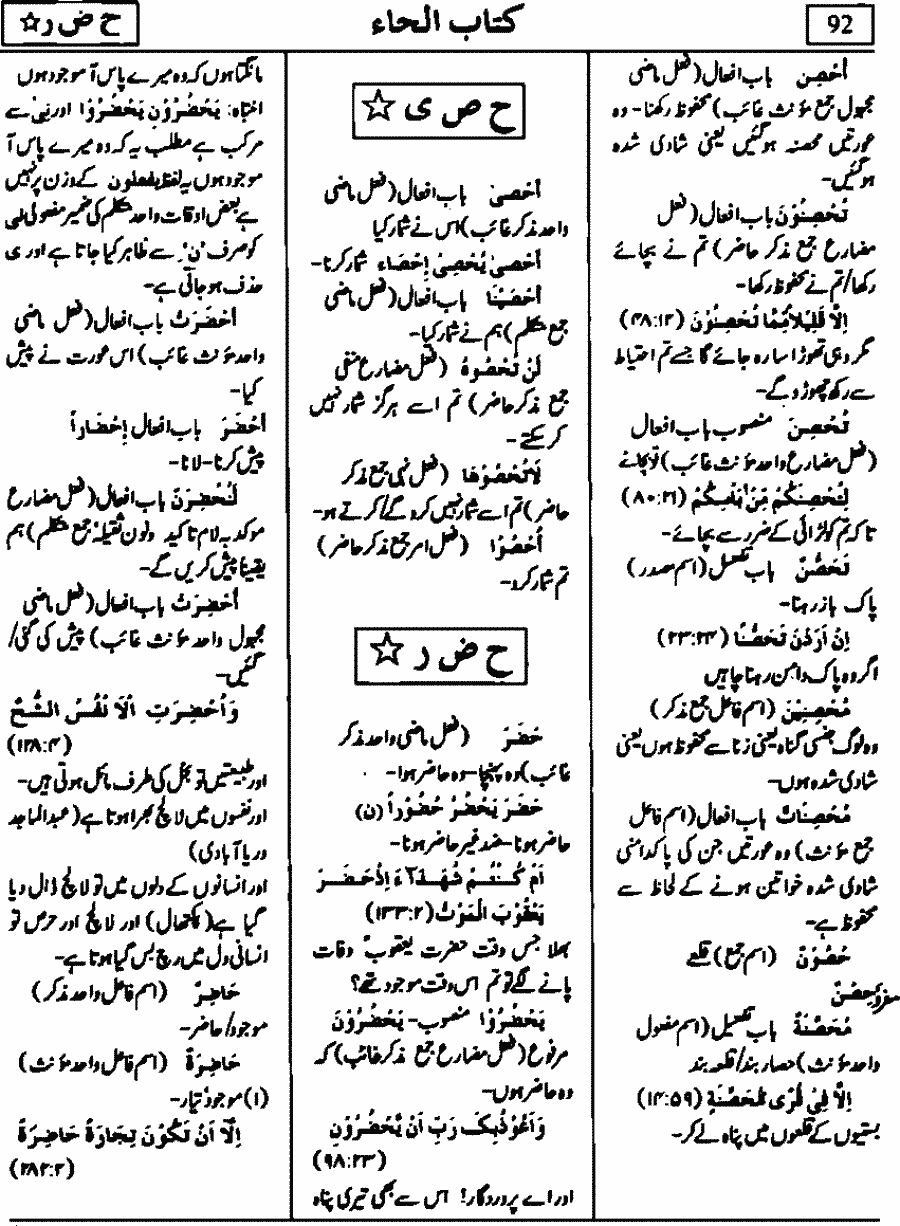 92
کتاب الحاء
ح ض ر☆
اُحْصِنَ باب افعال (فعل ماضی
مجہول جمع مؤنث غائب) محفوظ رکھنا- وہ
عورتیں محصنہ ہوگئیں یعنی شادی شدہ
ہوگئیں-
تُحْصِنُوْنَ باب افعال (فعل
مضارع جمع مذکر حاضر) تم نے بچائے
رکھا/تم نے محفوظ رکھا-
اِلَّا قَلِیْلًا مِّمَّا تُحْصِنُوْنَ (۴۸:۱۲)
مگر وہی تھوڑا سا رہ جائے گا جسے تم احتیاط
سے رکھ چھوڑو گے-
تُحْصِنَ منصوب باب افعال
(فعل مضارع واحد مؤنث غائب) تو بچائے
لِتُحْصِنَکُمْ مِّنْ بَاْسِکُمْ (۸۰:۲۱)
تاکہ تم کو لڑائی کے ضرر سے بچائے-
تَحَصُّنٌ باب تفعل (اسم مصدر)
پاک باز رہنا-
اِنْ اَرَدْنَ تَحَصُّنًا (۲۳:۲۴)
اگر وہ پاک دامن رہنا چاہیں
مُحْصِنِیْنَ (اسم فاعل جمع مذکر)
وہ لوگ جنسی گناہ یعنی زنا سے محفوظ ہوں یعنی
شادی شدہ ہوں-
مُحْصِنَاتٌ باب افعال (اسم فاعل
جمع مؤنث) وہ عورتیں جن کی پاکدامنی
شادی شدہ خواتین ہونے کے لحاظ سے
محفوظ ہے-
حُصُوْنٌ (اسم جمع) قلعے
مفرد حِصْنٌ
مُحَصَّنَةٌ باب تفعیل (اسم مفعول
واحد مؤنث) حصار بند/قلعہ بند
اِلَّا فِیْ قُرًی مُّحَصَّنَةٍ (۱۴:۵۹)
بستیوں کے قلعوں میں پناہ لے کر-
ح ص ی ☆
اَحْصٰی باب افعال (فعل ماضی
واحد مذکر غائب) اس نے شمار کیا
اَحْصٰی یُحْصِیْ اِحْصَاء شمار کرنا-
اَحْصَیْنَا باب افعال (فعل ماضی
جمع متکلم) ہم نے شمار کیا-
لَنْ تُحْصُوْهُ (فعل مضارع منفی
جمع مذکر حاضر) تم اسے ہرگز شمار نہیں
کر سکتے-
لَاتُحْصُوْهَا (فعل نہی جمع مذکر
حاضر) تم اسے شمار نہیں کرو گے/کرتے ہو-
اُحْصُوْا (فعل امر جمع مذکر حاضر)
تم شمار کرو-
ح ض ر ☆
حَضَرَ (فعل ماضی واحد مذکر
غائب) وہ پہنچا- وہ حاضر ہوا-
حَضَرَ یَحْضُرُ حُضُوْراً (ن)
حاضر ہونا- ضد غیر حاضر ہونا-
اَمْ کُنْتُمْ شُهَدَآءَ اِذْحَضَرَ
یَعْقُوْبَ الْمَوْتُ (۱۳۳:۲)
بھلا جس وقت حضرت یعقوبؑ وفات
پانے لگے تو تم اس وقت موجود تھے؟
یَحْضُرُوْا منصوب- یَحْضُرُوْنَ
مرفوع (فعل مضارع جمع مذکر غائب) کہ
وہ حاضر ہوں-
وَاَعُوْذُبِکَ رَبِّ اَنْ یَّحْضُرُوْنِ
(۹۸:۲۳)
اور اے پروردگار! اس سے بھی تیری پناہ
مانگتا ہوں کہ وہ میرے پاس آ موجود ہوں
انتباہ: یَحْضُرُوْنِ یَحْضُرُوْا اور نِیْ سے
مرکب ہے مطلب یہ کہ وہ میرے پاس آ
موجود ہوں یہ لفظ یفعلون کے وزن پر نہیں
ہے بعض اوقات واحد متکلم کی ضمیر مفعولی نی
کو صرف 'نِ' سے ظاہر کیا جاتا ہے اور ی
حذف ہو جاتی ہے-
اَحْضَرَتْ باب افعال (فعل ماضی
واحد مؤنث غائب) اس عورت نے پیش
کیا-
اَحْضَرَ باب افعال اِحْضَاراً
پیش کرنا- لانا-
لَنُحْضِرَنَّ باب افعال (فعل مضارع
موکد بہ لام تاکید ونون ثقیلہ جمع متکلم) ہم
یقیناً پیش کریں گے-
اُحْضِرَتْ باب افعال (فعل ماضی
مجہول واحد مؤنث غائب) پیش کی گئی/
گئیں-
وَاُحْضِرَتِ الْاَنْفُسُ الشُّحَّ
(۱۲۸:۴)
اور طبیعتیں تو بخل کی طرف مائل ہوتی ہیں-
اور نفسوں میں لالچ بھرا ہوتا ہے (عبدالماجد
دریا آبادی)
اور انسانوں کے دلوں میں تو لالچ ڈال دیا
گیا ہے (پکتھال) اور لالچ اور حرص تو
انسانی دل میں رچ بس گیا ہوتا ہے-
حَاضِرٌ (اسم فاعل واحد مذکر)
موجود/حاضر-
حَاضِرَةٌ (اسم فاعل واحد مؤنث)
(۱) موجود تیار-
اِلَّآ اَنْ تَکُوْنَ تِجَارَةً حَاضِرَةً
(۲۸۲:۲)